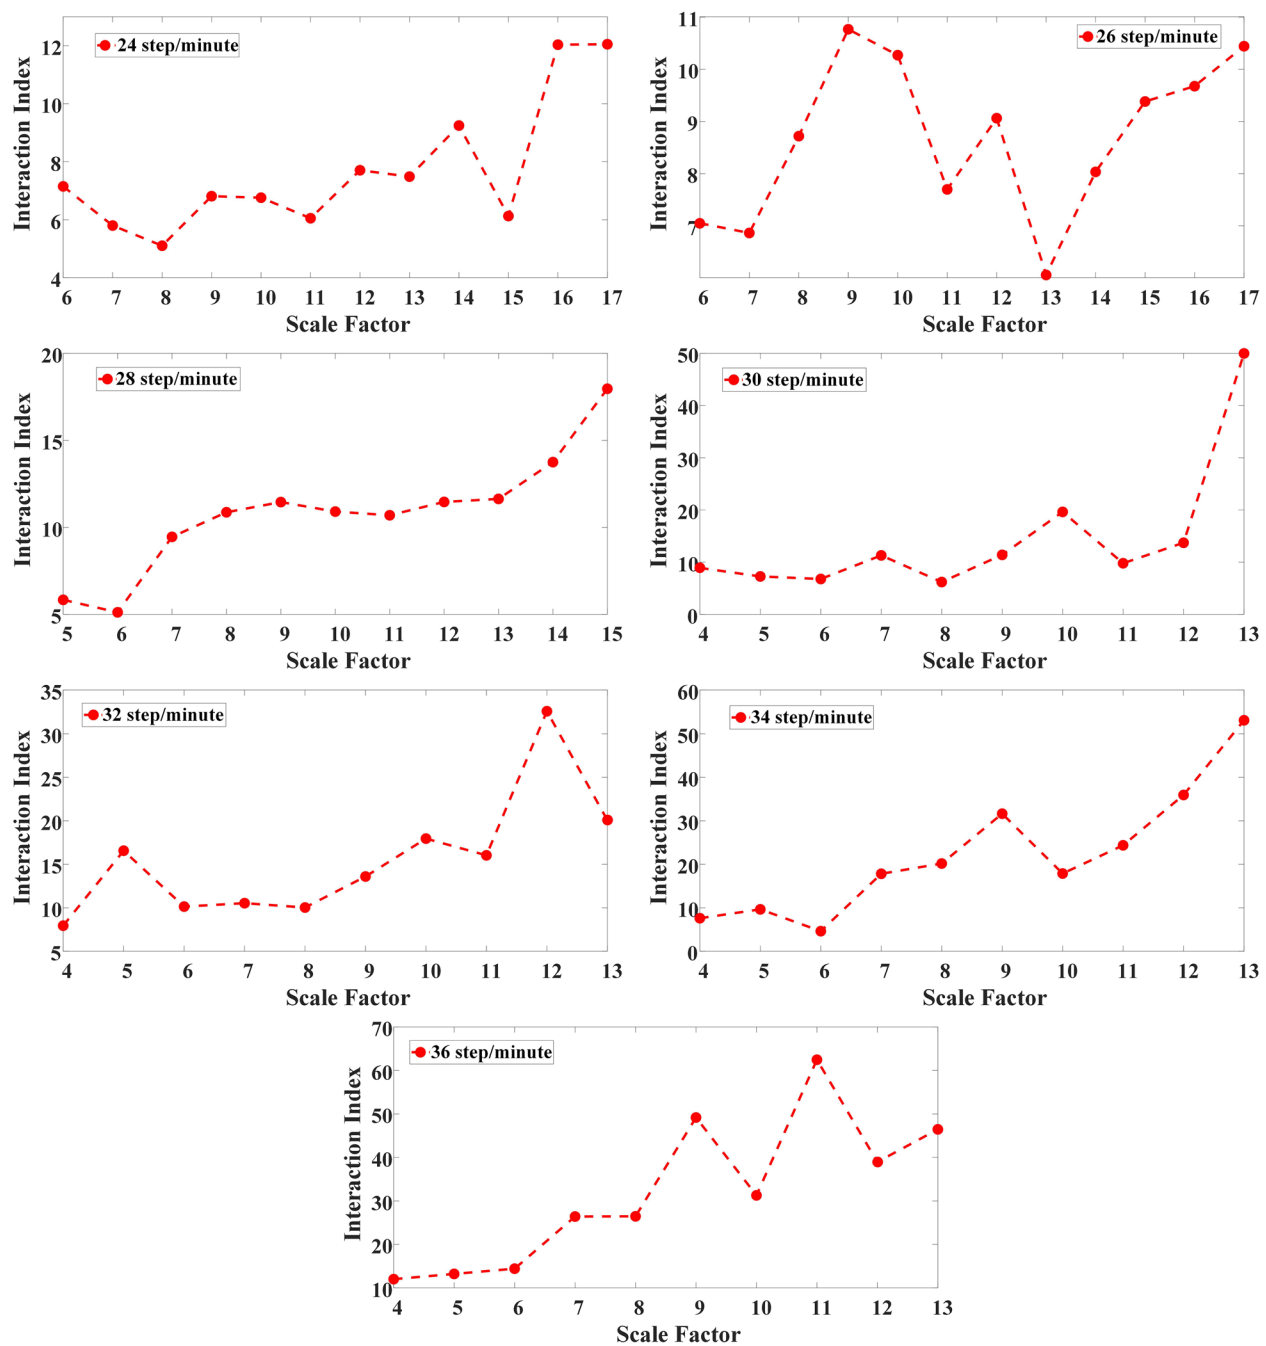 24 step/minute
Interaction Index
12
10
8
6
4
6 7 8 9 10 11 12 13 14 15 16 17
Scale Factor
26 step/minute
Interaction Index
11
10
9
8
7
6 7 8 9 10 11 12 13 14 15 16 17
Scale Factor
28 step/minute
Interaction Index
20
15
10
5
5 6 7 8 9 10 11 12 13 14 15
Scale Factor
30 step/minute
Interaction Index
50
40
30
20
10
0
4 5 6 7 8 9 10 11 12 13
Scale Factor
32 step/minute
Interaction Index
35
30
25
20
15
10
5
4 5 6 7 8 9 10 11 12 13
Scale Factor
34 step/minute
Interaction Index
60
50
40
30
20
10
0
4 5 6 7 8 9 10 11 12 13
Scale Factor
36 step/minute
Interaction Index
70
60
50
40
30
20
10
4 5 6 7 8 9 10 11 12 13
Scale Factor